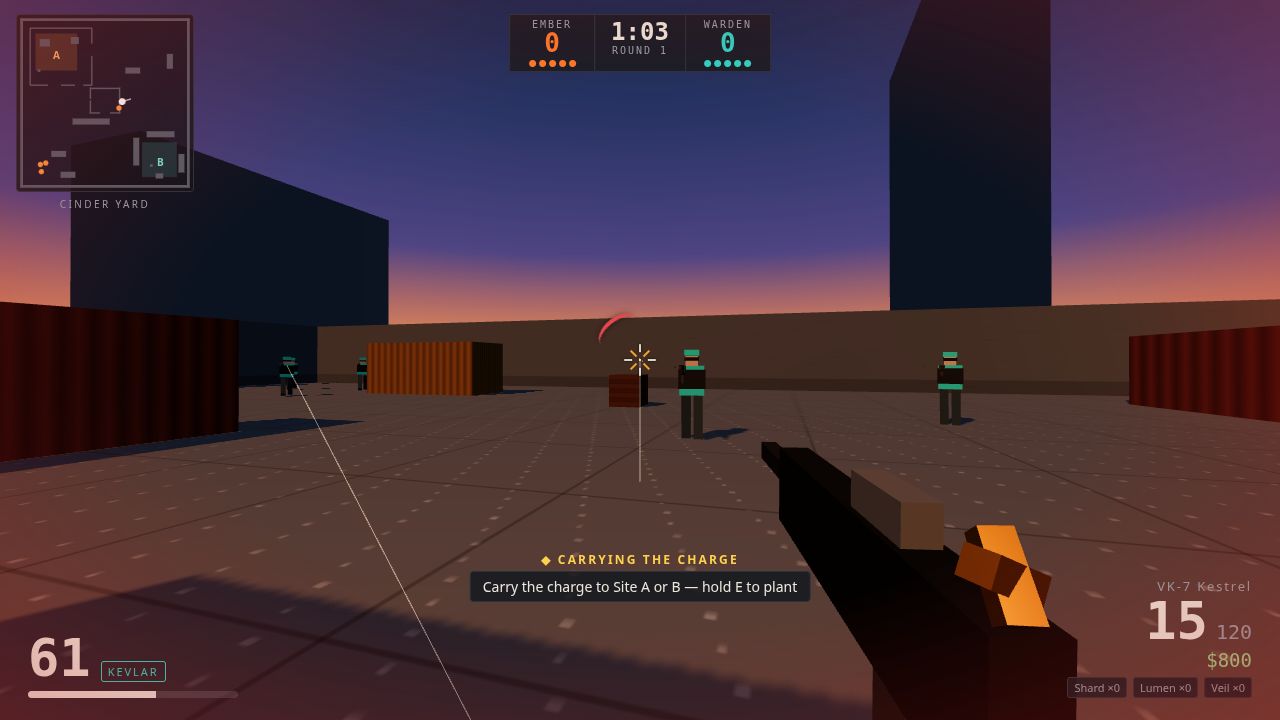 EMBER
0
1:03
ROUND 1
WARDEN
0
A
B
CINDER YARD
◆ CARRYING THE CHARGE
Carry the charge to Site A or B — hold E to plant
61
KEVLAR
VK-7 Kestrel
15 120
$800
Shard ×0
Lumen ×0
Veil ×0